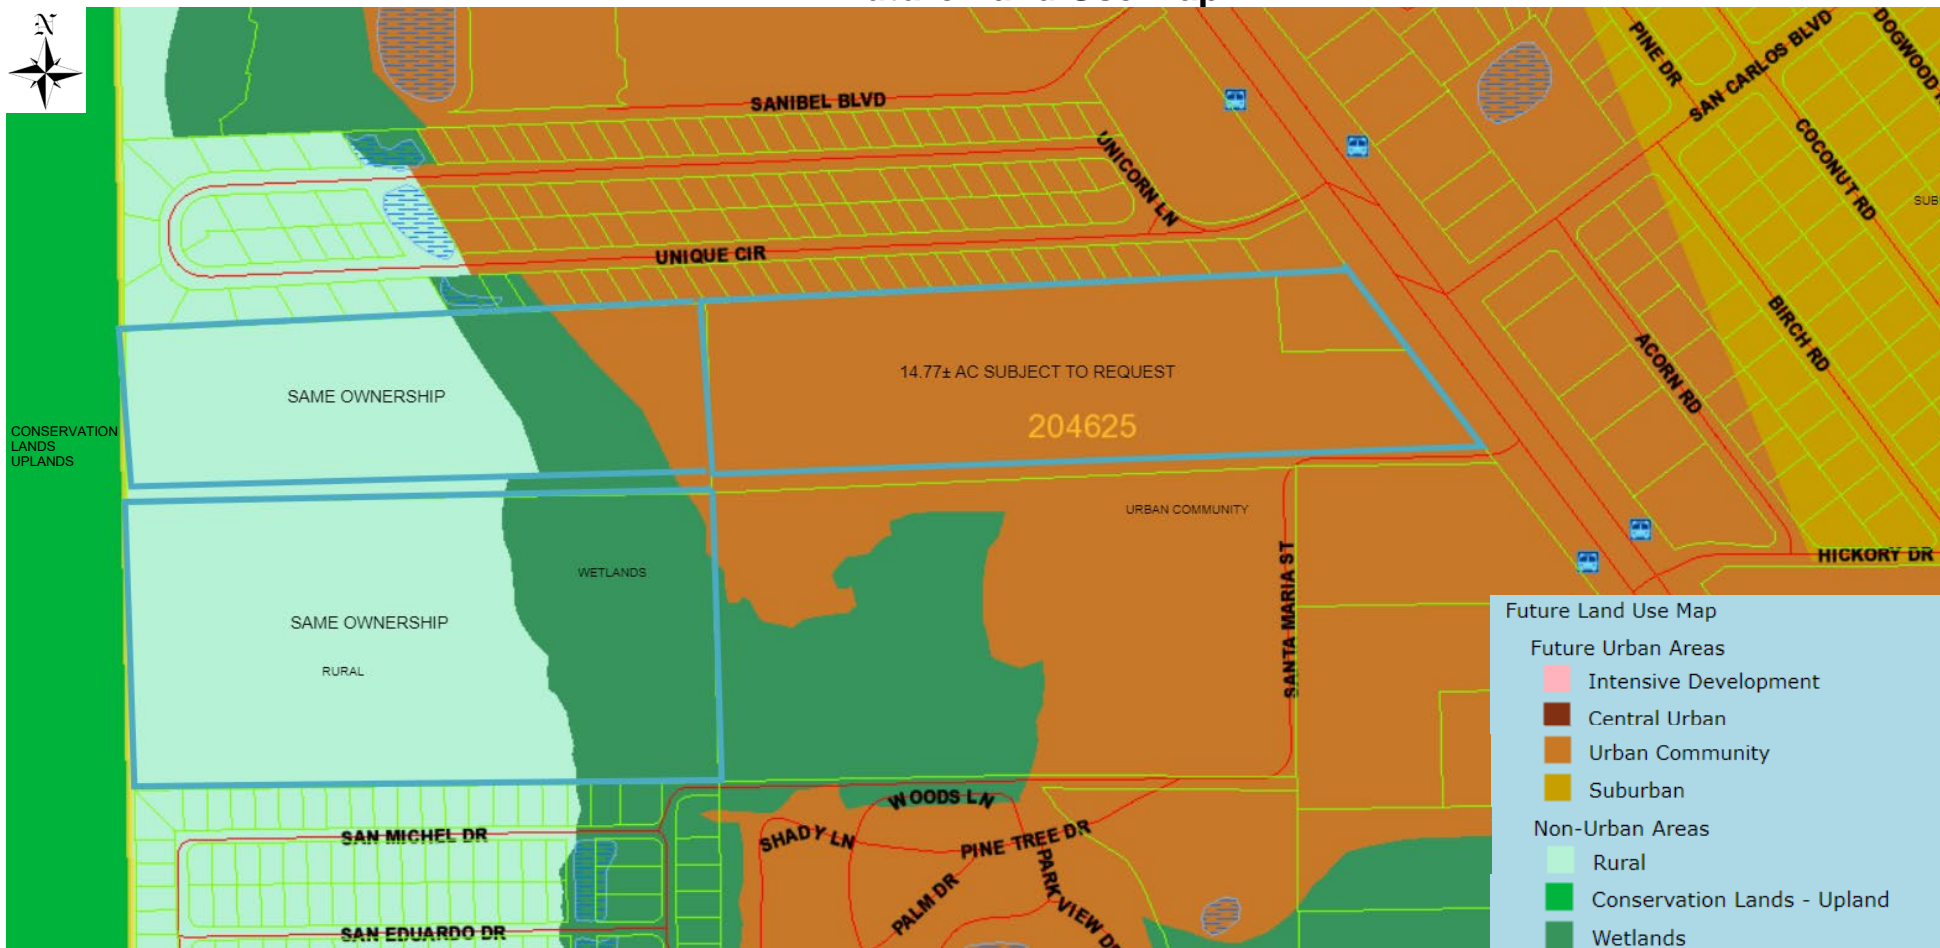 N
SANIBEL BLVD
UNICORN LN
UNIQUE CIR
PINE DR
SAN CARLOS BLVD
DOGWOOD
COCONUT RD
SUB
BIRCH RD
ACORN RD
HICKORY DR
14.77± AC SUBJECT TO REQUEST
204625
SAME OWNERSHIP
CONSERVATION
LANDS
UPLANDS
URBAN COMMUNITY
WETLANDS
SAME OWNERSHIP
RURAL
SANTA MARIA ST
WOODS LN
SHADY LN
PINE TREE DR
PALM DR
PARK VIEW DR
SAN MICHEL DR
SAN EDUARDO DR
Future Land Use Map
Future Urban Areas
Intensive Development
Central Urban
Urban Community
Suburban
Non-Urban Areas
Rural
Conservation Lands - Upland
Wetlands